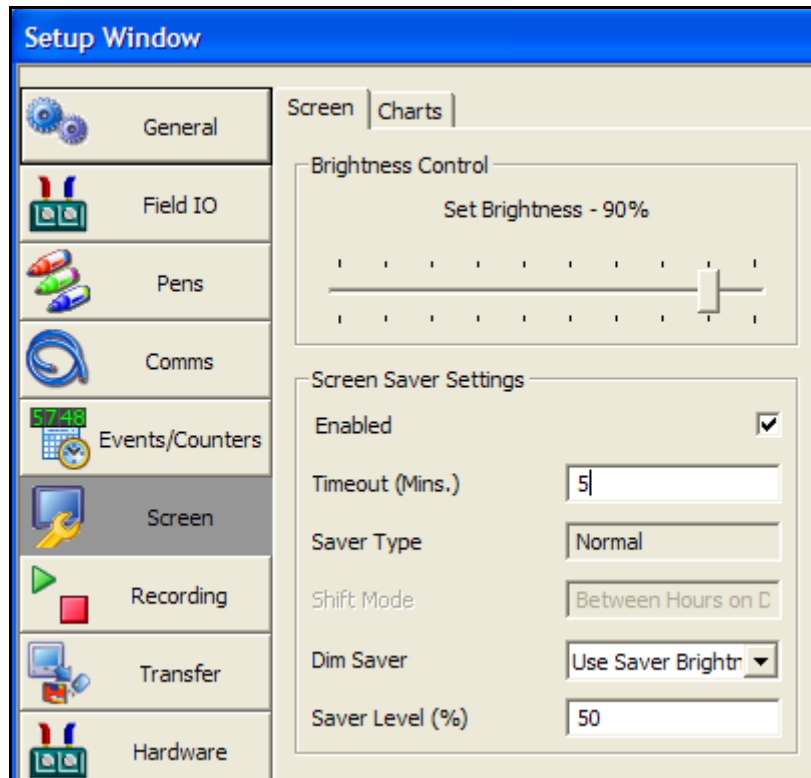 Setup Window
General
Field IO
Pens
Comms
57.48
Events/Counters
Screen
Recording
Transfer
Hardware
Screen Charts
Brightness Control
Set Brightness - 90%
Screen Saver Settings
Enabled
Timeout (Mins.) 5
Saver Type Normal
Shift Mode Between Hours on D
Dim Saver Use Saver Brightn
Saver Level (%) 50